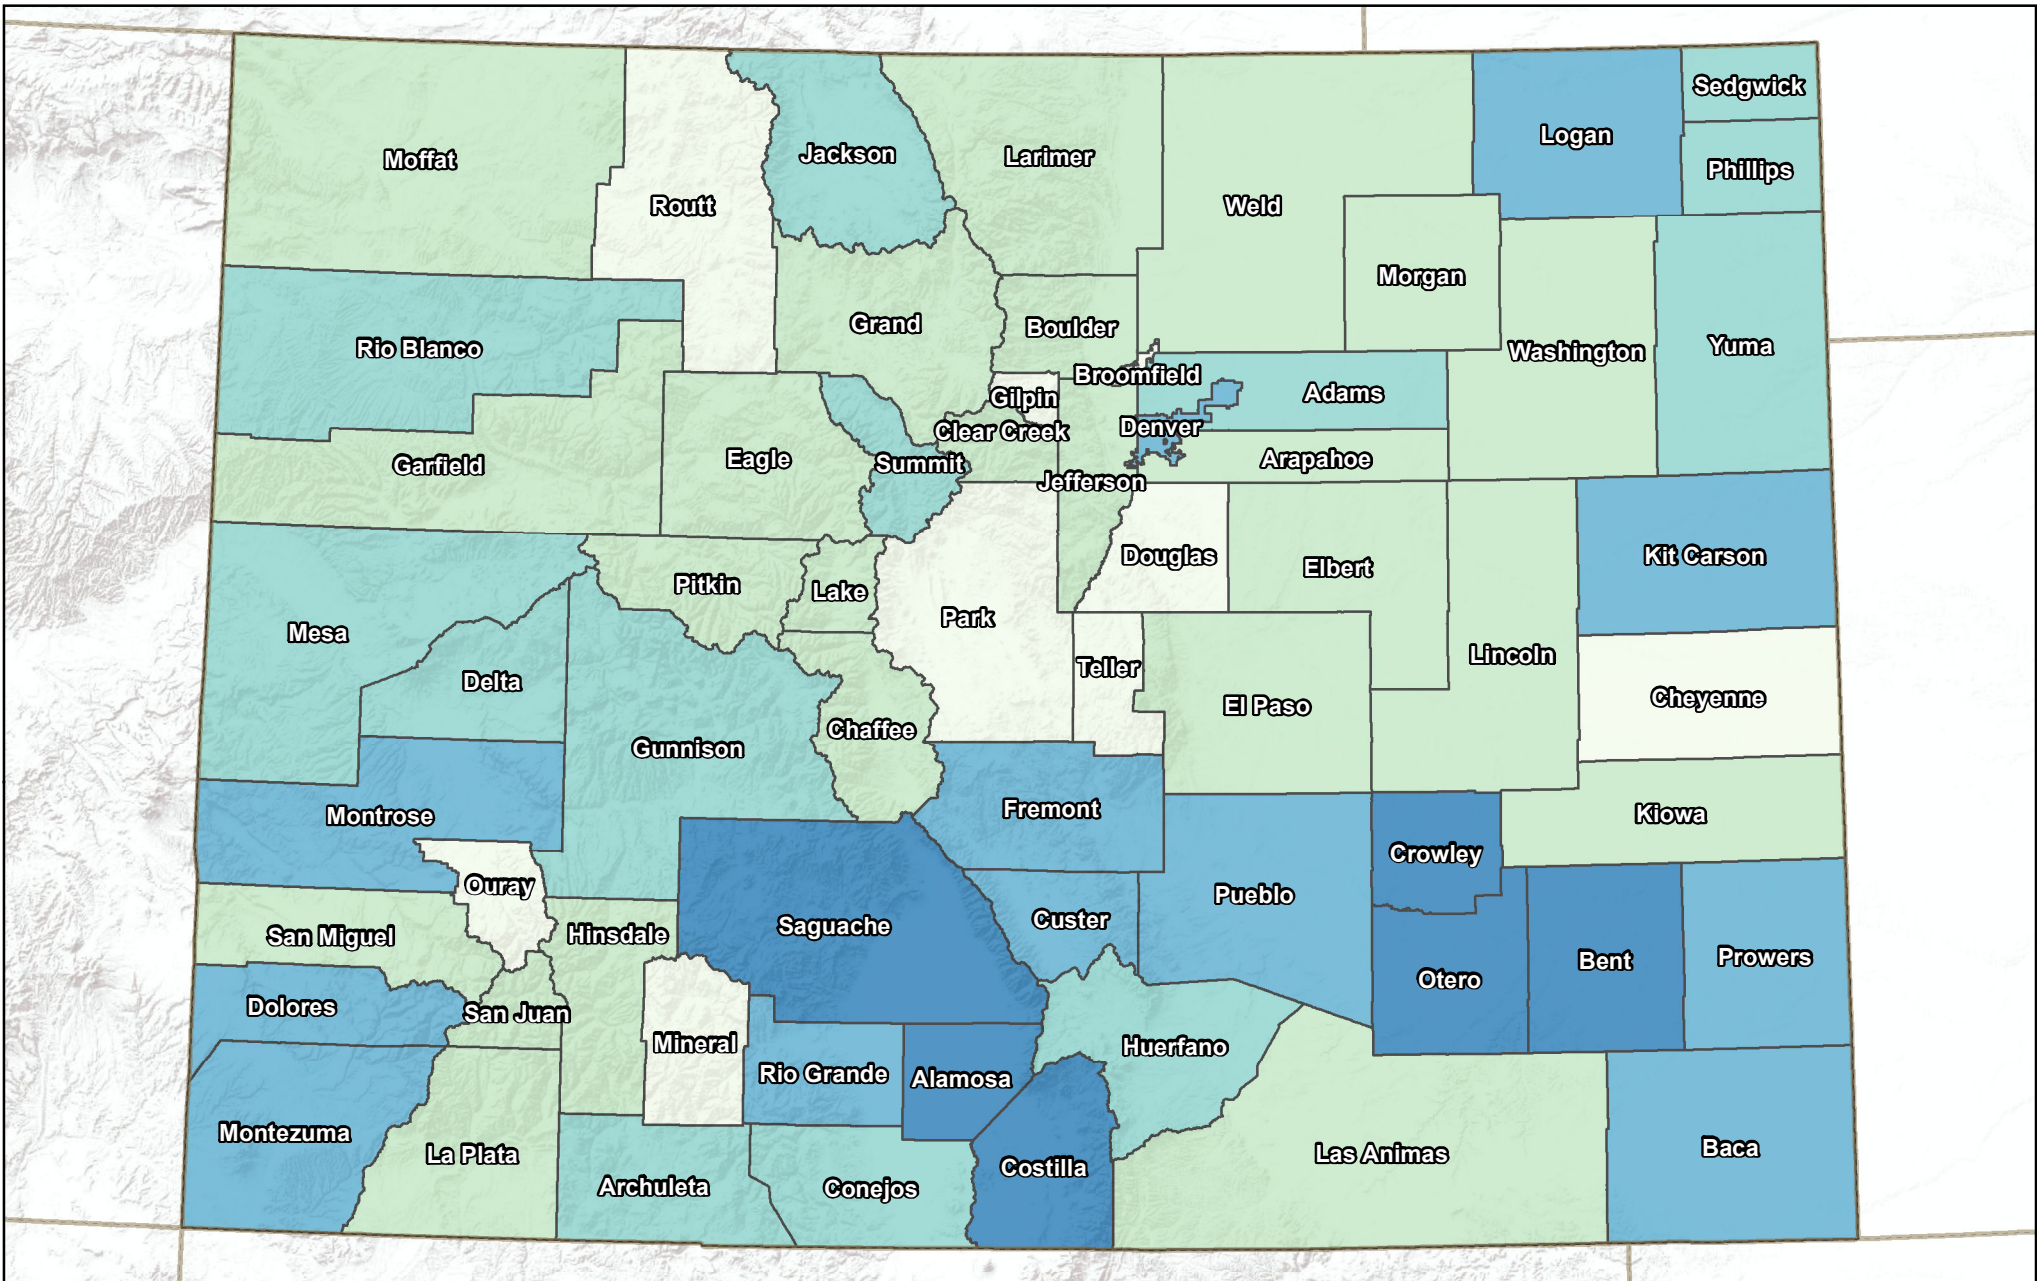 Sedgwick
Logan
Jackson
Larimer
Moffat
Phillips
Routt
Weld
Morgan
Grand
Boulder
Rio Blanco
Washington
Yuma
Broomfield
Gilpin
Adams
Denver
Clear Creek
Eagle
Summit
Arapahoe
Garfield
Jefferson
Douglas
Kit Carson
Elbert
Pitkin
Lake
Park
Mesa
Lincoln
Teller
Delta
Cheyenne
El Paso
Chaffee
Gunnison
Fremont
Kiowa
Montrose
Crowley
Ouray
Pueblo
Custer
Saguache
Hinsdale
San Miguel
Prowers
Bent
Otero
Dolores
San Juan
Mineral
Huerfano
Rio Grande
Alamosa
Montezuma
Baca
La Plata
Las Animas
Costilla
Archuleta
Conejos